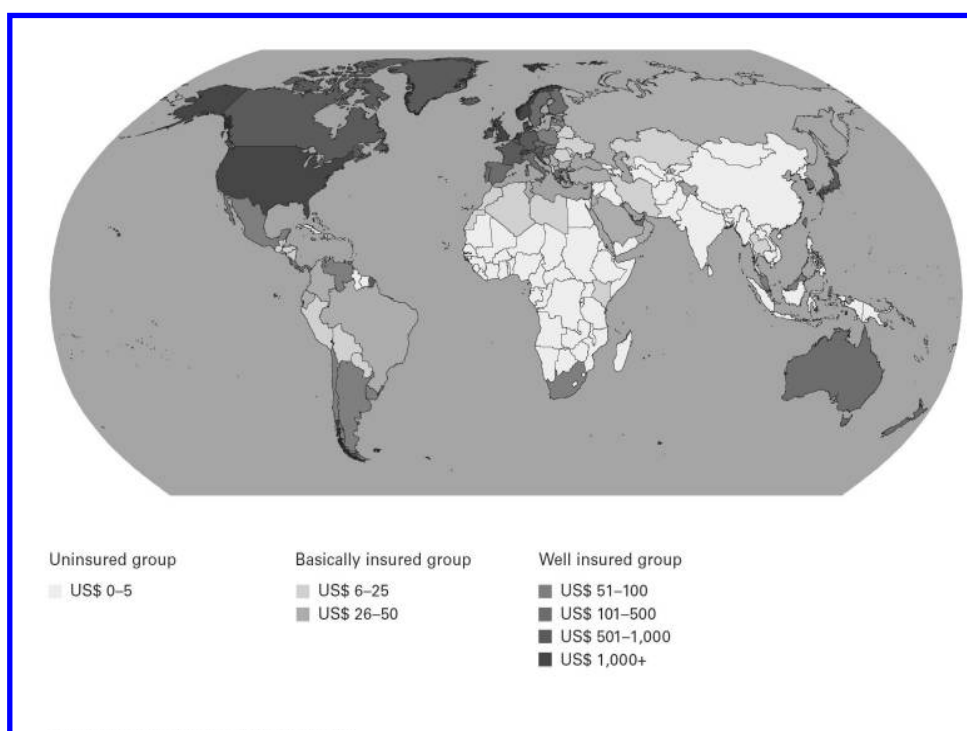 Uninsured group
US$ 0–5
Basically insured group
US$ 6–25
US$ 26–50
Well insured group
US$ 51–100
US$ 101–500
US$ 501–1,000
US$ 1,000+